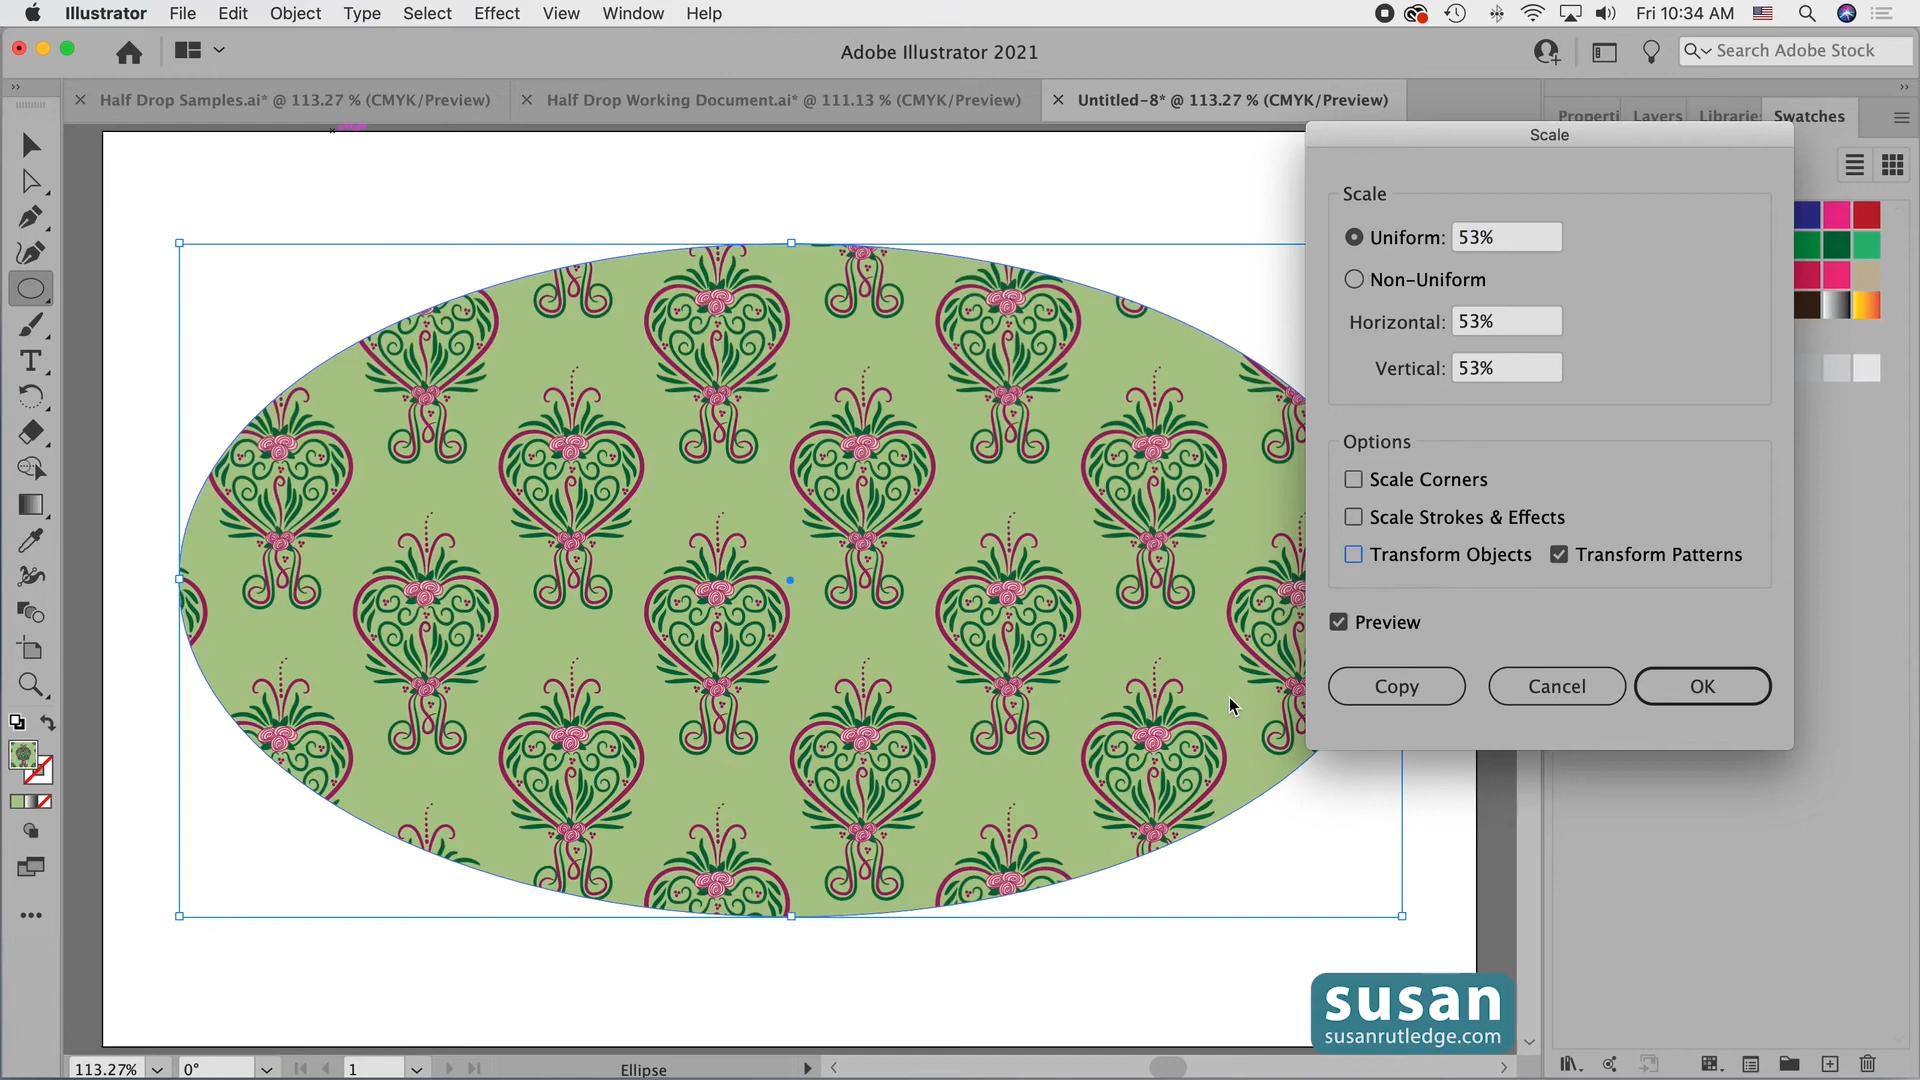 Illustrator File Edit Object Type Select Effect View Window Help Fri 10:34 AM
Adobe Illustrator 2021 Search Adobe Stock
Half Drop Samples.ai* @ 113.27 % (CMYK/Preview) Half Drop Working Document.ai* @ 111.13 % (CMYK/Preview) Untitled-8* @ 113.27 % (CMYK/Preview)
Properti Layers Librarie Swatches
Scale
Scale
Uniform: 53%
Non-Uniform
Horizontal: 53%
Vertical: 53%
Options
Scale Corners
Scale Strokes & Effects
Transform Objects Transform Patterns
Preview
Copy Cancel OK
susan
susanrutledge.com
113.27% 0° 1 Ellipse